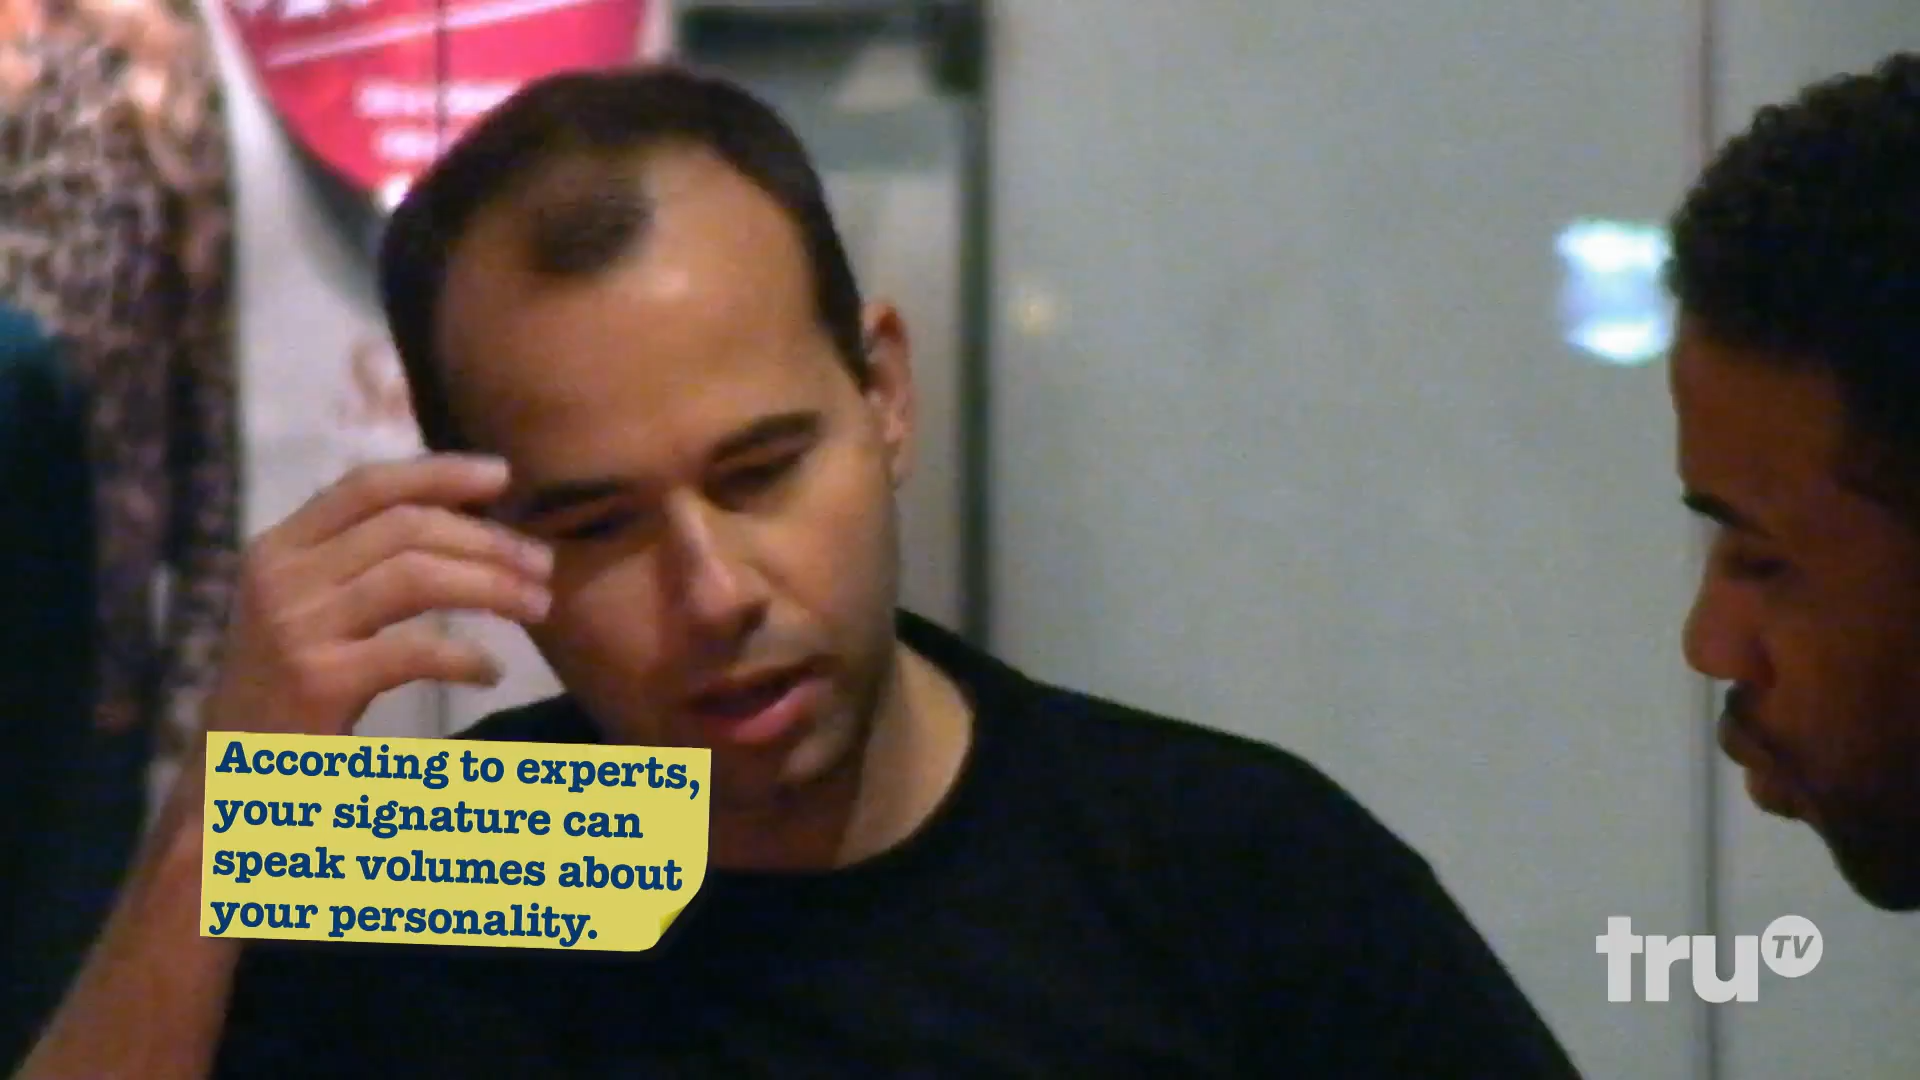 According to experts,
your signature can
speak volumes about
your personality.
truTV